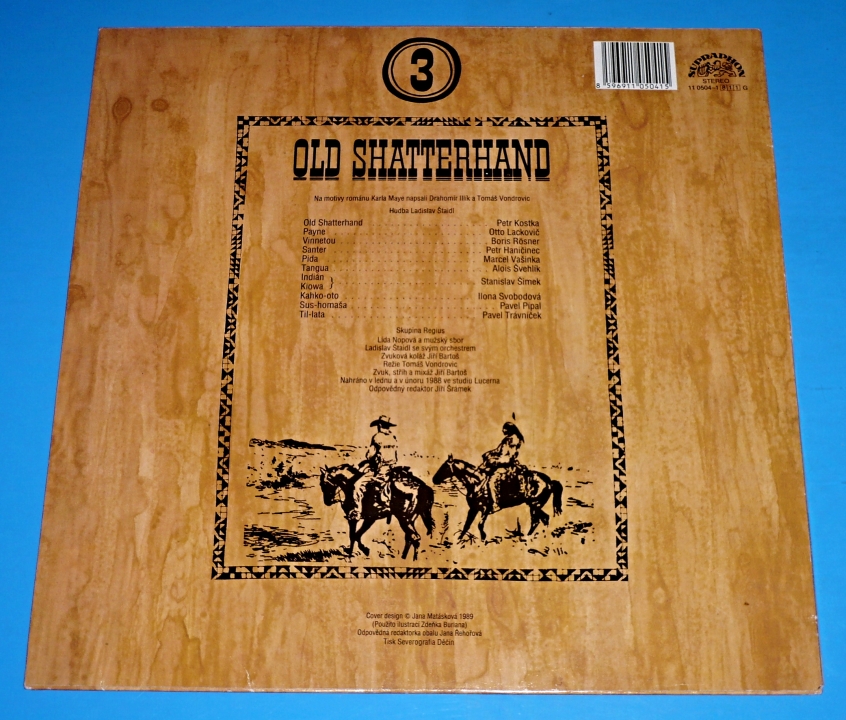 3
8 596911 050415
SUPRAPHON
STEREO
11 0504-1 G
OLD SHATTERHAND
Na motivy románu Karla Maye napsali Drahomír Illík a Tomáš Vondrovic
Hudba Ladislav Štaidl
Old Shatterhand . . . Petr Kostka
Payne . . . Otto Lackovič
Vinnetou . . . Boris Rösner
Santer . . . Petr Haničinec
Pida . . . Marcel Vašinka
Tangua . . . Alois Švehlík
Indián
Kiowa } . . . Stanislav Šimek
Kahko-oto . . . Ilona Svobodová
Sus-homaša . . . Pavel Pípal
Til-lata . . . Pavel Trávníček
Skupina Regius
Lída Nopová a mužský sbor
Ladislav Štaidl se svým orchestrem
Zvuková koláž Jiří Bartoš
Režie Tomáš Vondrovic
Zvuk, střih a mixáž Jiří Bartoš
Nahráno v lednu a v únoru 1988 ve studiu Lucerna
Odpovědný redaktor Jiří Šrámek
Cover design © Jana Matásková 1989
(Použito ilustrací Zdeňka Buriana)
Odpovědná redaktorka obalu Jana Řehořová
Tisk Severografia Děčín